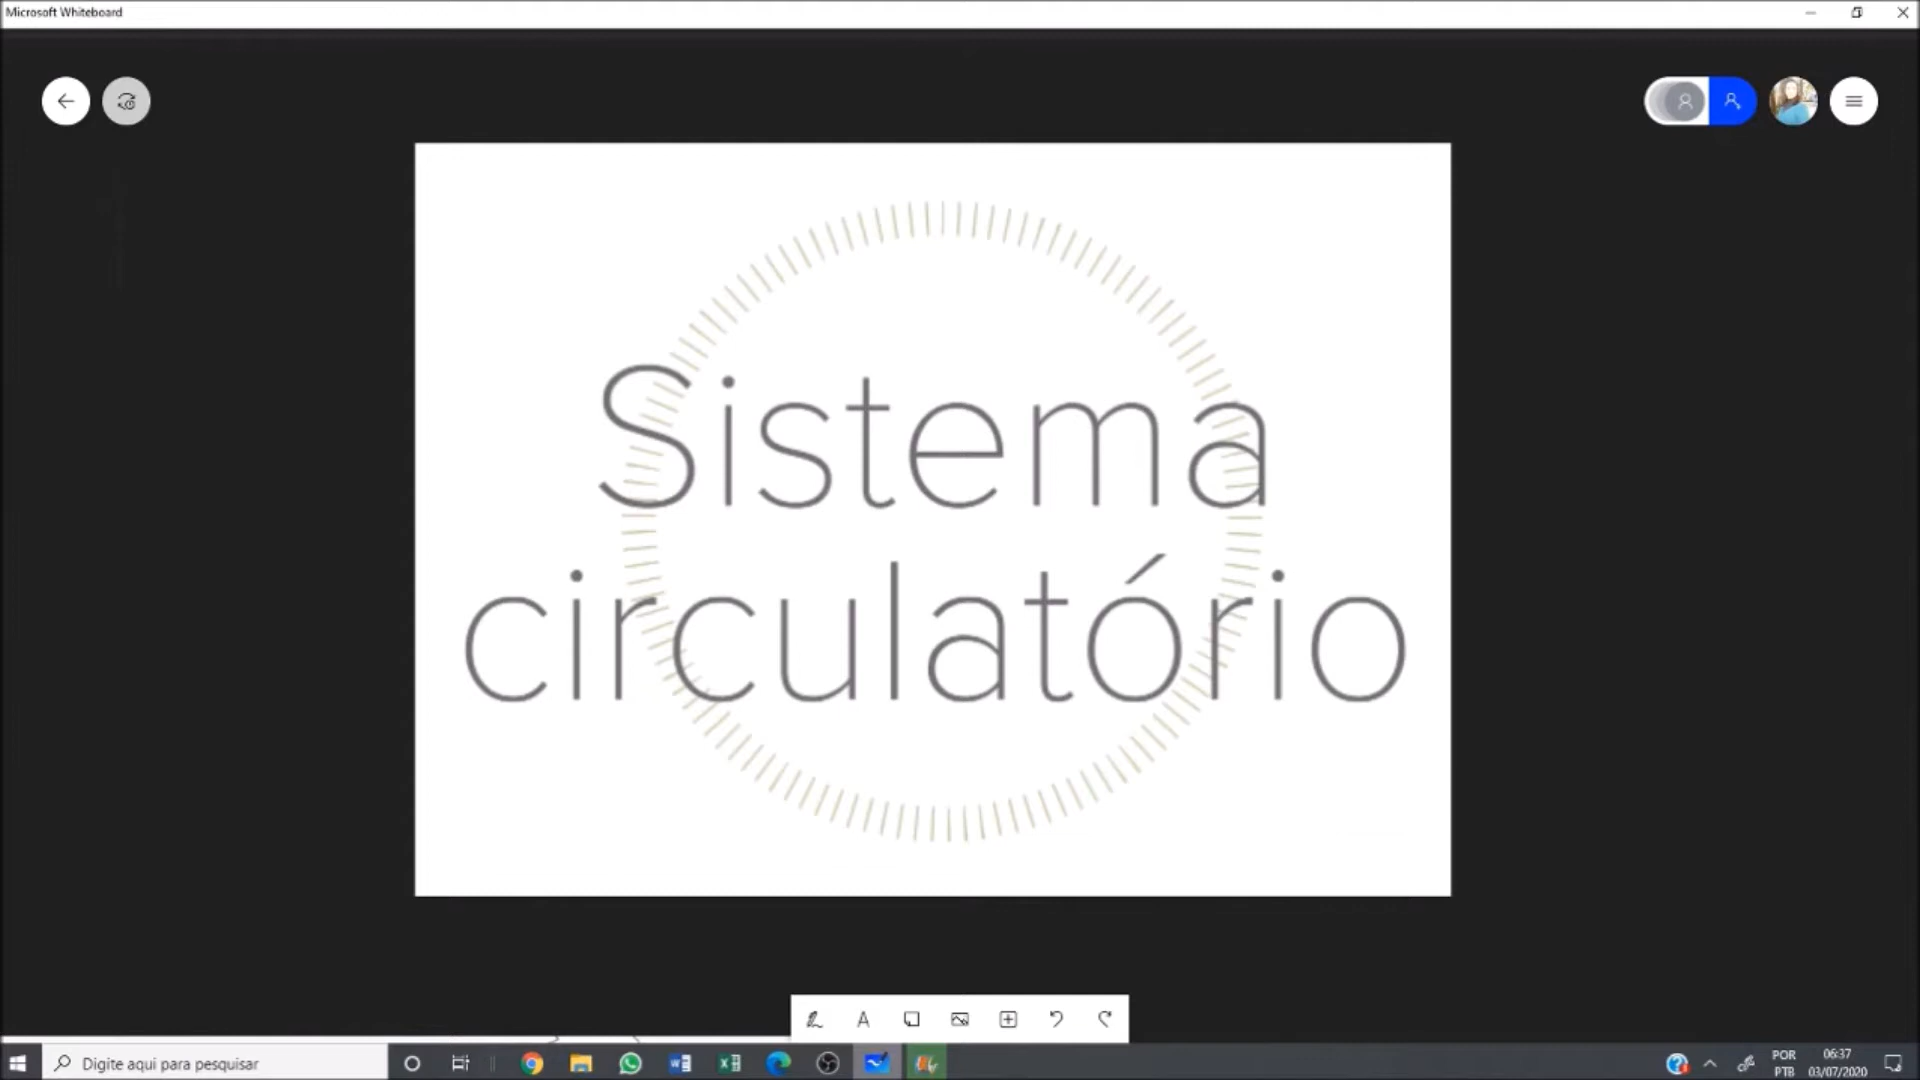 Microsoft Whiteboard
Sistema
circulatório
Digite aqui para pesquisar
POR
PTB
06:37
03/07/2020